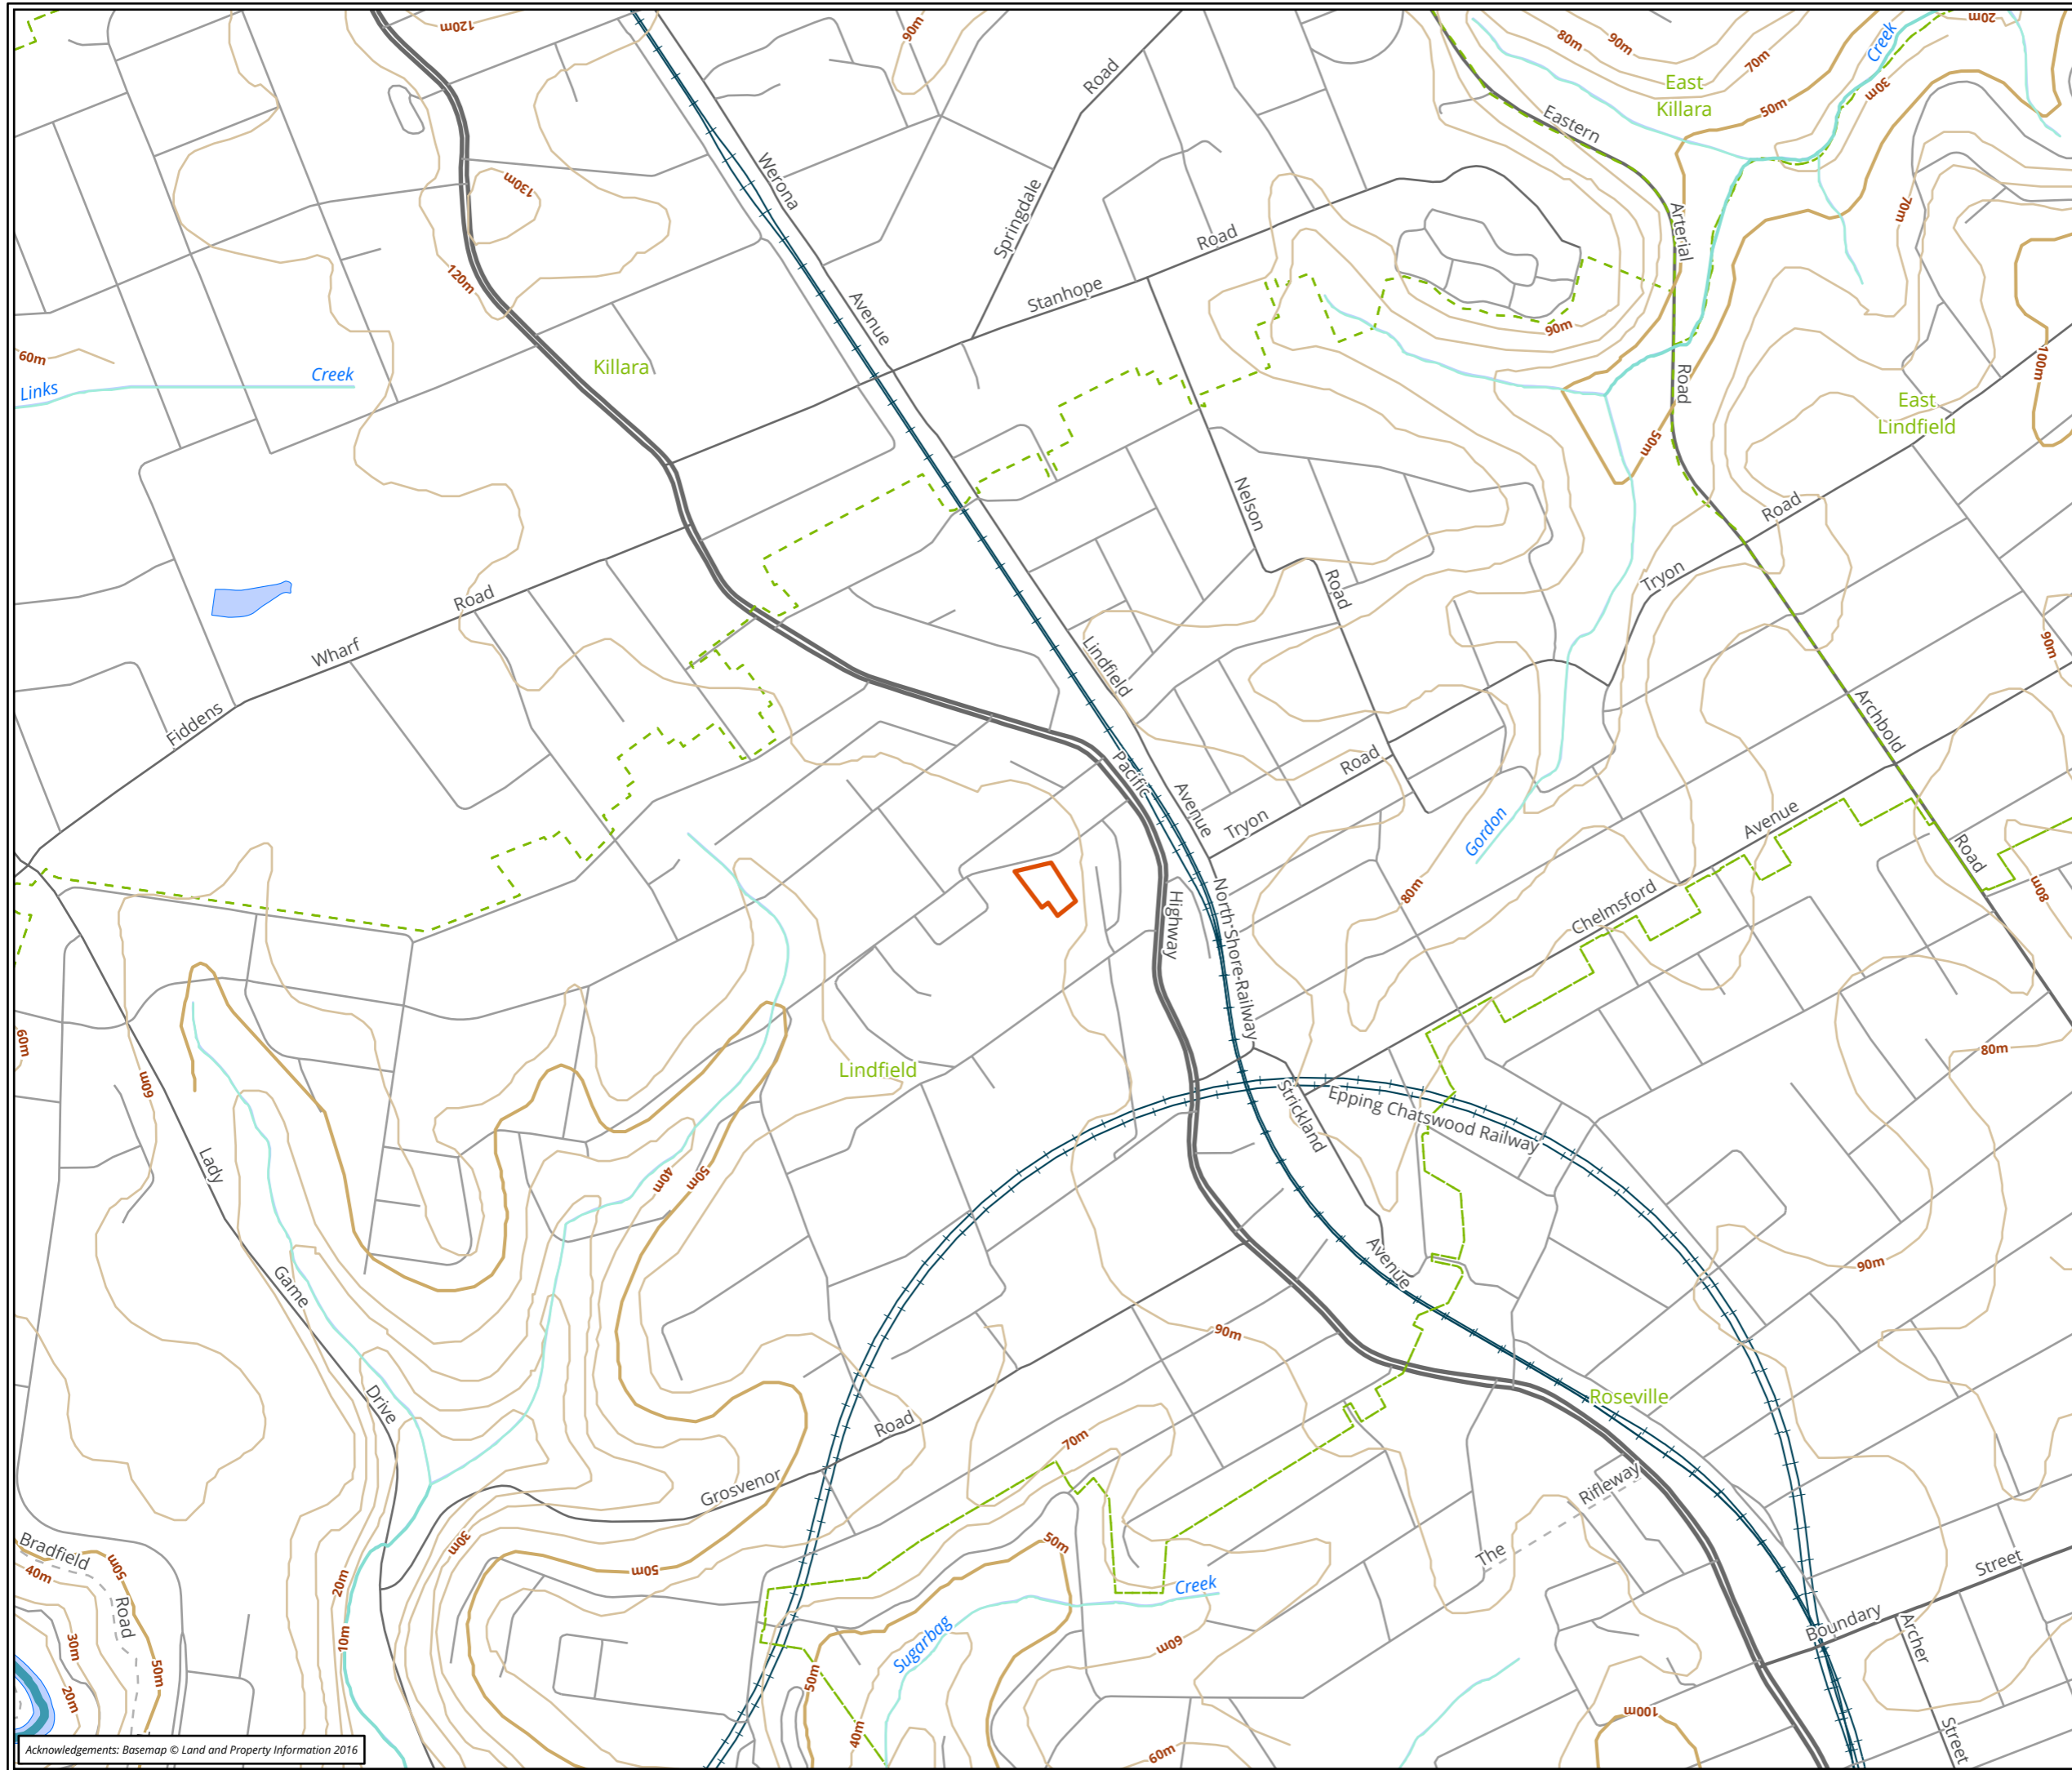 120m
90m
20m
80m
90m
70m
Creek
30m
East
Killara
50m
Eastern
Road
Werona
130m
Springdale
Arterial
70m
Road
120m
Stanhope
Avenue
90m
60m
Killara
Links
Creek
Road
100m
East
Lindfield
50m
Nelson
Road
Road
Road
Tryon
Wharf
Lindfield
90m
Fiddens
Archbold
Pacific
Road
Avenue
Tryon
Gordon
Avenue
Road
80m
80m
Chelmsford
Highway
North Shore Railway
60m
60m
Lindfield
80m
Strickland
Epping Chatswood Railway
Lady
40m
50m
Game
Avenue
90m
90m
Drive
Roseville
Road
70m
Grosvenor
Rifleway
The
Bradfield
50m
40m
30m
50m
50m
20m
Creek
Street
Road
10m
Boundary
Archer
30m
Sugarbag
60m
50m
20m
50m
100m
40m
60m
Street
Acknowledgements: Basemap © Land and Property Information 2016